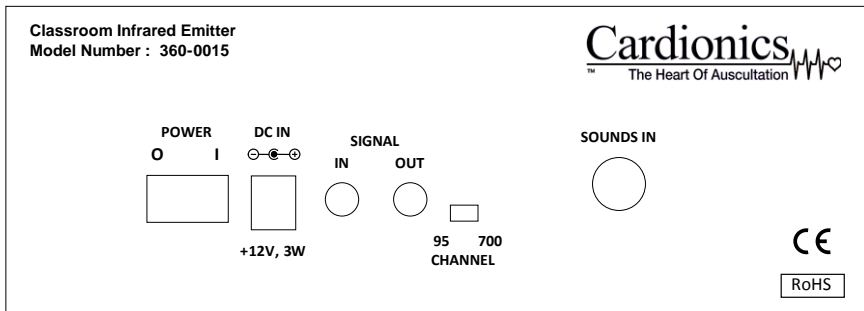 Classroom Infrared Emitter
Model Number : 360-0015
Cardionics
™ The Heart Of Auscultation
POWER
O I
DC IN
+12V, 3W
SIGNAL
IN OUT
95 700
CHANNEL
SOUNDS IN
CE
RoHS